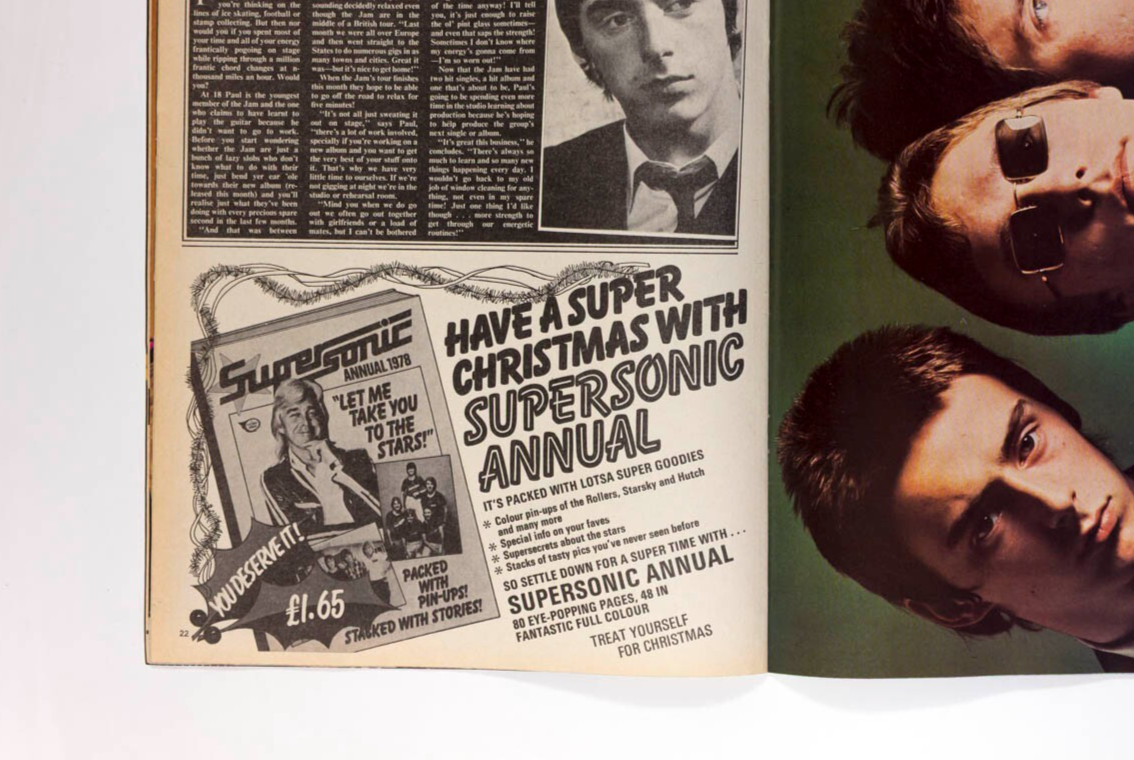 you're thinking on the
lines of ice skating, football or
stamp collecting. But then nor
would you if you spent most of
your time and all of your energy
frantically pogoing on stage
while ripping through a million
frantic chord changes at a-
thousand miles an hour. Would
you?
At 18 Paul is the youngest
member of the Jam and the one
who claims to have learnt to
play the guitar because he
didn't want to go to work.
Before you start wondering
whether the Jam are just a
bunch of lazy slobs who don't
know what to do with their
time, just bend yer ear 'ole
towards their new album (re-
leased this month) and you'll
realise just what they've been
doing with every precious spare
second in the last few months.
"And that was between
sounding decidedly relaxed even
though the Jam are in the
middle of a British tour. "Last
month we were all over Europe
and then went straight to the
States to do numerous gigs in as
many towns and cities. Great it
was—but it's nice to get home!"
When the Jam's tour finishes
this month they hope to be able
to go off the road to relax for
five minutes!
"It's not all just sweating it
out on stage," says Paul,
"there's a lot of work involved,
specially if you're working on a
new album and you want to get
the very best of your stuff onto
it. That's why we have very
little time to ourselves. If we're
not gigging at night we're in the
studio or rehearsal room.
"Mind you when we do go
out we often go out together
with girlfriends or a load of
mates, but I can't be bothered
of the time anyway! I'll tell
you, it's just enough to raise
the ol' pint glass sometimes—
and even that saps the strength!
Sometimes I don't know where
my energy's gonna come from
—I'm so worn out!"
Now that the Jam have had
two hit singles, a hit album and
one that's about to be, Paul's
going to be spending even more
time in the studio learning about
production because he's hoping
to help produce the group's
next single or album.
"It's great this business," he
concludes. "There's always so
much to learn and so many new
things happening every day. I
wouldn't go back to my old
job of window cleaning for any-
thing, not even in my spare
time! Just one thing I'd like
though . . . more strength to
get through our energetic
routines!"
Supersonic
ANNUAL 1978
"LET ME
TAKE YOU
TO THE
STARS!"
YOU DESERVE IT!
£1.65
PACKED
WITH
PIN-UPS!
STACKED WITH STORIES!
HAVE A SUPER
CHRISTMAS WITH
SUPERSONIC
ANNUAL
IT'S PACKED WITH LOTSA SUPER GOODIES
* Colour pin-ups of the Rollers, Starsky and Hutch
and many more
* Special info on your faves
* Supersecrets about the stars
* Stacks of tasty pics you've never seen before
SO SETTLE DOWN FOR A SUPER TIME WITH . . .
SUPERSONIC ANNUAL
80 EYE-POPPING PAGES, 48 IN
FANTASTIC FULL COLOUR
TREAT YOURSELF
FOR CHRISTMAS
22